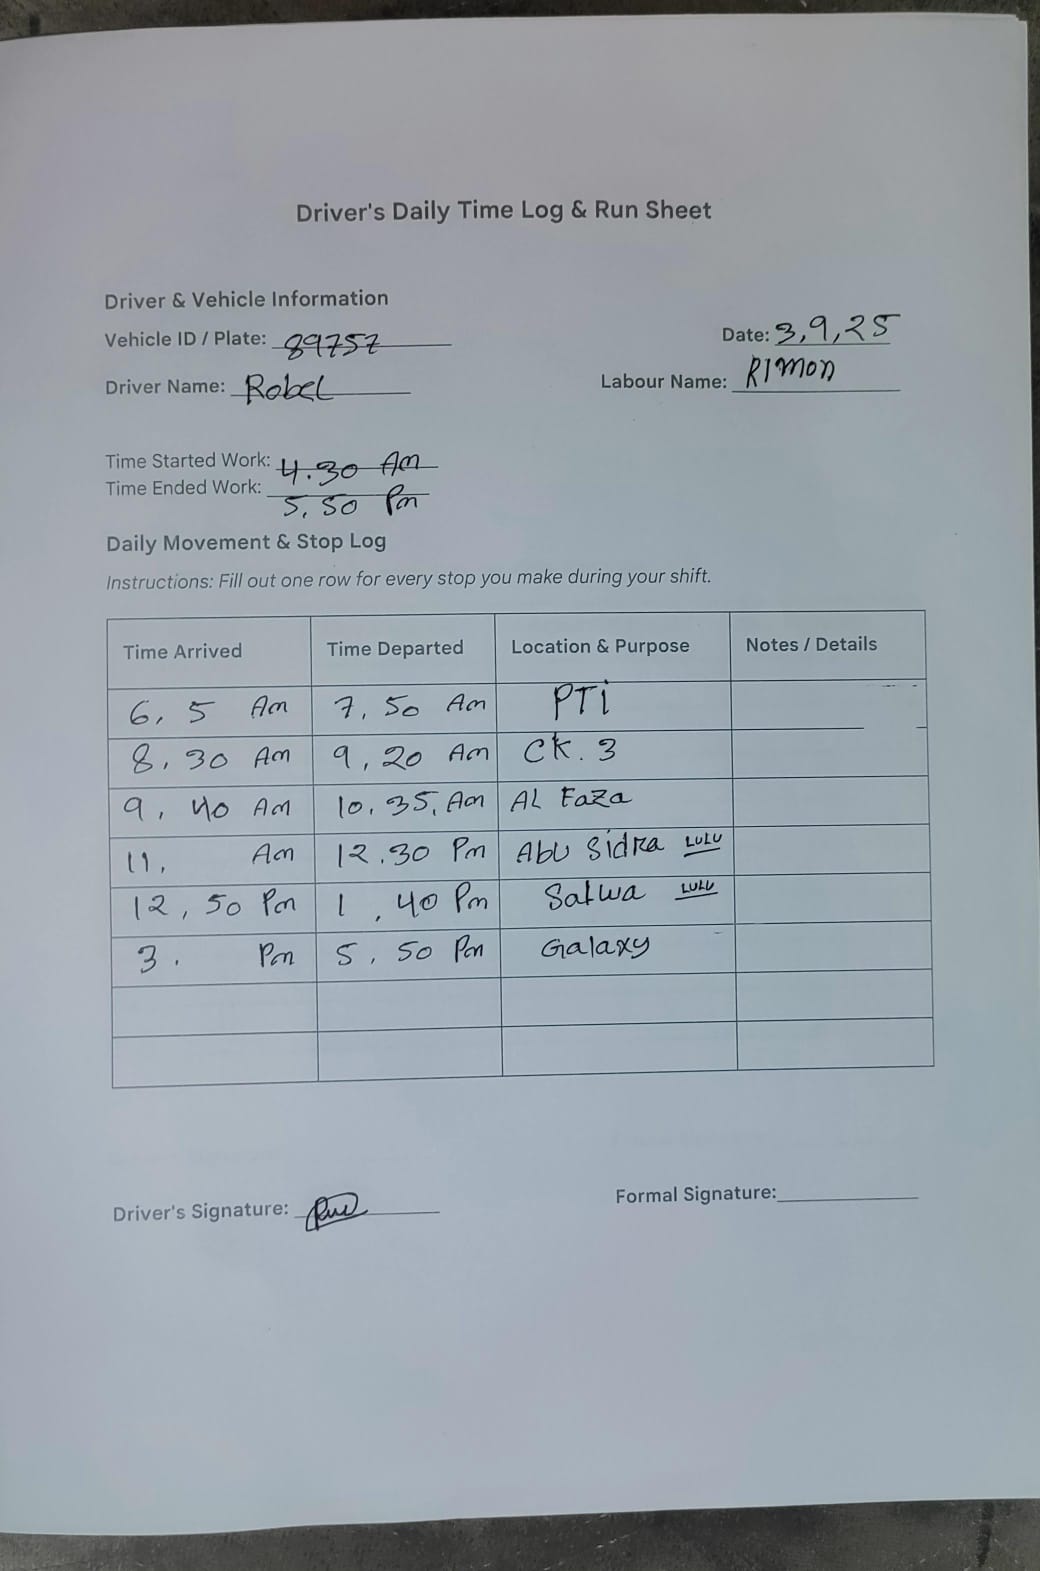 Driver's Daily Time Log & Run Sheet
Driver & Vehicle Information
Vehicle ID / Plate: 89757 Date: 3,9,25
Driver Name: Robel Labour Name: RIMON
Time Started Work: 4.30 Am
Time Ended Work: 5,50 Pm
Daily Movement & Stop Log
Instructions: Fill out one row for every stop you make during your shift.
Time Arrived Time Departed Location & Purpose Notes / Details
6, 5 Am 7, 50 Am PTi
8, 30 Am 9, 20 Am CK. 3
9, 40 Am 10, 35, Am AL Faza
11, Am 12.30 Pm Abu Sidra LULU
12, 50 Pm 1, 40 Pm Salwa LULU
3. Pm 5, 50 Pm Galaxy
Driver's Signature: Formal Signature: